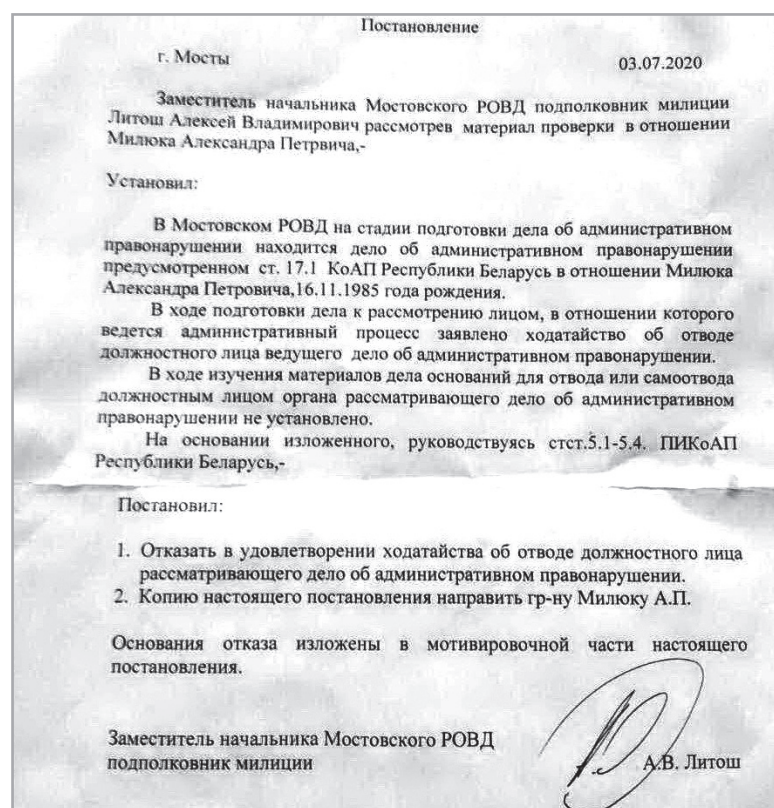 Постановление
г. Мосты 03.07.2020
Заместитель начальника Мостовского РОВД подполковник милиции
Литош Алексей Владимирович рассмотрев материал проверки в отношении
Милюка Александра Петрвича,-
Установил:
В Мостовском РОВД на стадии подготовки дела об административном
правонарушении находится дело об административном правонарушении
предусмотренном ст. 17.1 КоАП Республики Беларусь в отношении Милюка
Александра Петровича,16.11.1985 года рождения.
В ходе подготовки дела к рассмотрению лицом, в отношении которого
ведется административный процесс заявлено ходатайство об отводе
должностного лица ведущего дело об административном правонарушении.
В ходе изучения материалов дела оснований для отвода или самоотвода
должностным лицом органа рассматривающего дело об административном
правонарушении не установлено.
На основании изложенного, руководствуясь стст.5.1-5.4. ПИКоАП
Республики Беларусь,-
Постановил:
1. Отказать в удовлетворении ходатайства об отводе должностного лица
рассматривающего дело об административном правонарушении.
2. Копию настоящего постановления направить гр-ну Милюку А.П.
Основания отказа изложены в мотивировочной части настоящего
постановления.
Заместитель начальника Мостовского РОВД
подполковник милиции А.В. Литош